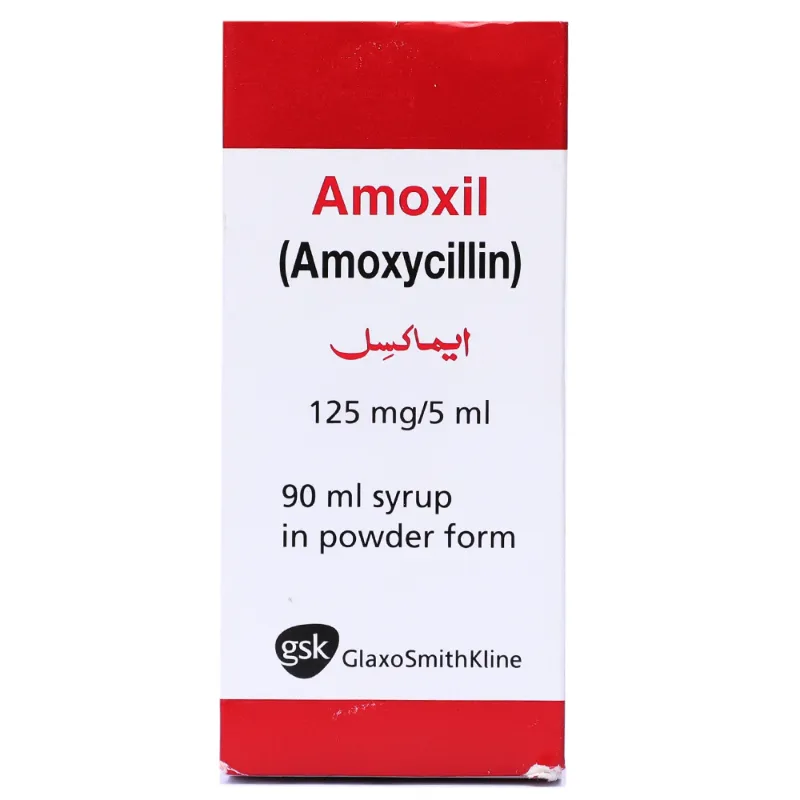 Amoxil
(Amoxycillin)
ایماکسِل
125 mg/5 ml
90 ml syrup
in powder form
gsk GlaxoSmithKline